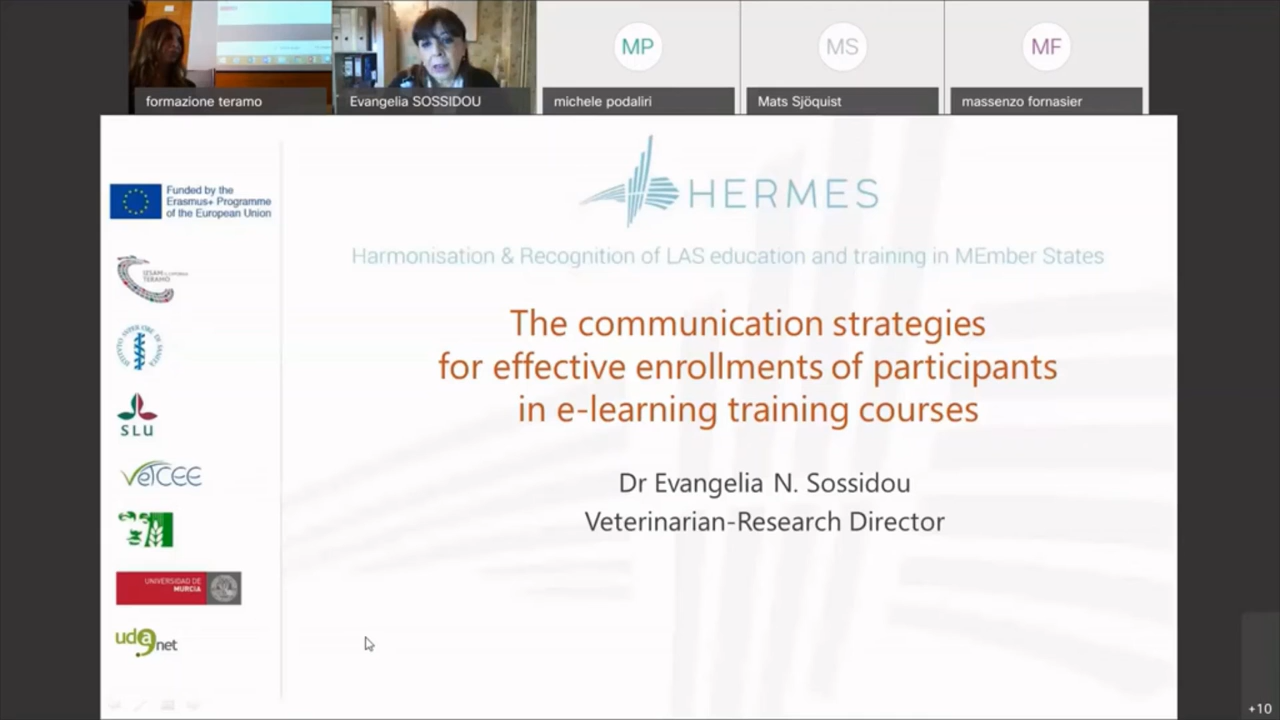 MP
MS
MF
formazione teramo
Evangelia SOSSIDOU
michele podaliri
Mats Sjöquist
massenzo fornasier
Funded by the
Erasmus+ Programme
of the European Union
HERMES
Harmonisation & Recognition of LAS education and training in MEmber States
The communication strategies
for effective enrollments of participants
in e-learning training courses
Dr Evangelia N. Sossidou
Veterinarian-Research Director
TERAMO
SLU
VetCEE
UNIVERSIDAD DE
MURCIA
udanet
+10